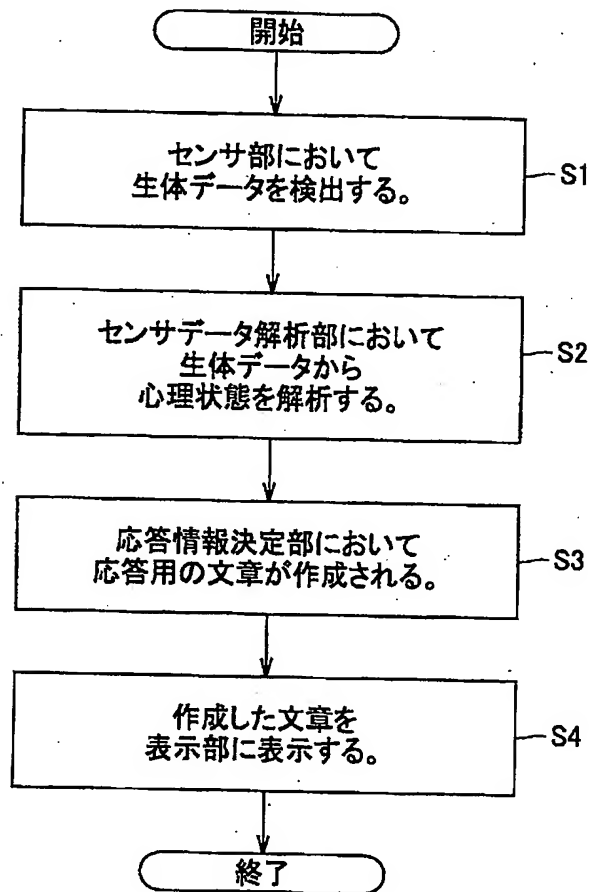 開始
センサ部において
生体データを検出する。
S1
センサデータ解析部において
生体データから
心理状態を解析する。
S2
応答情報決定部において
応答用の文章が作成される。
S3
作成した文章を
表示部に表示する。
S4
終了